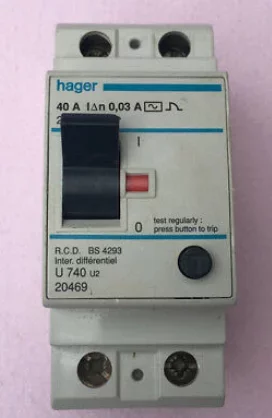 hager
40 A IΔn 0,03 A
2
I
0
test regularly :
press button to trip
R.C.D. BS 4293
Inter. différentiel
U 740 U2
20469
T